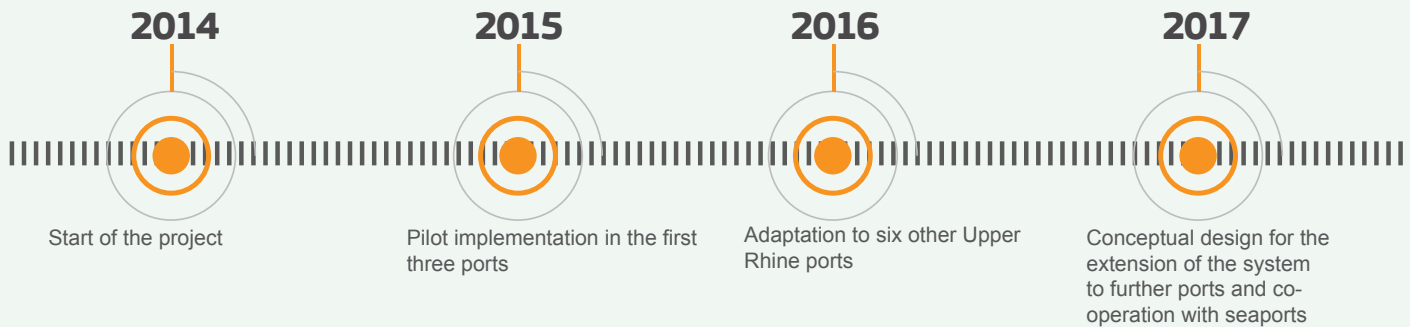 2014
Start of the project
2015
Pilot implementation in the first
three ports
2016
Adaptation to six other Upper
Rhine ports
2017
Conceptual design for the
extension of the system
to further ports and co-
operation with seaports